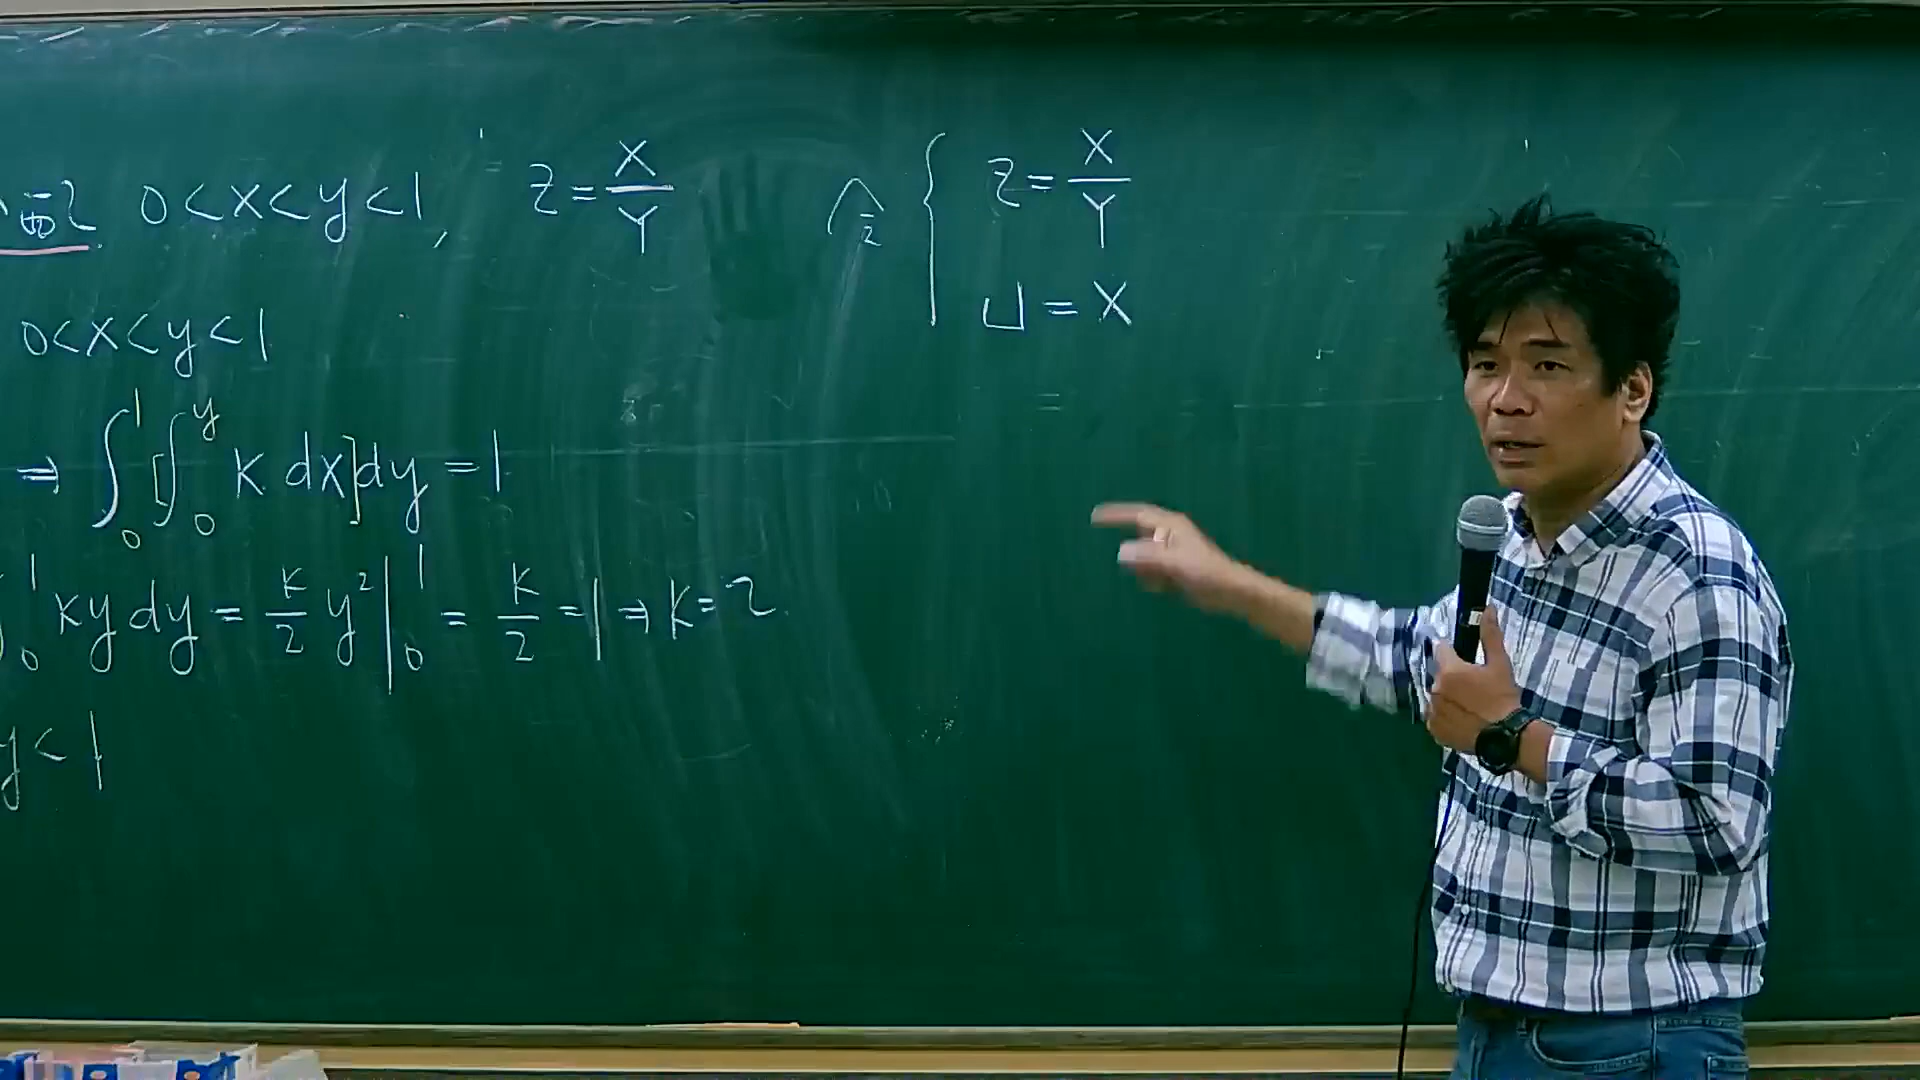 0<x<y<1, Z=X/Y
令 { Z=X/Y
U=X
0<x<y<1
⇒ ∫₀¹[∫₀ʸ k dx]dy=1
∫₀¹ ky dy = k/2 y²|₀¹ = k/2 =1 ⇒ k=2
y<1